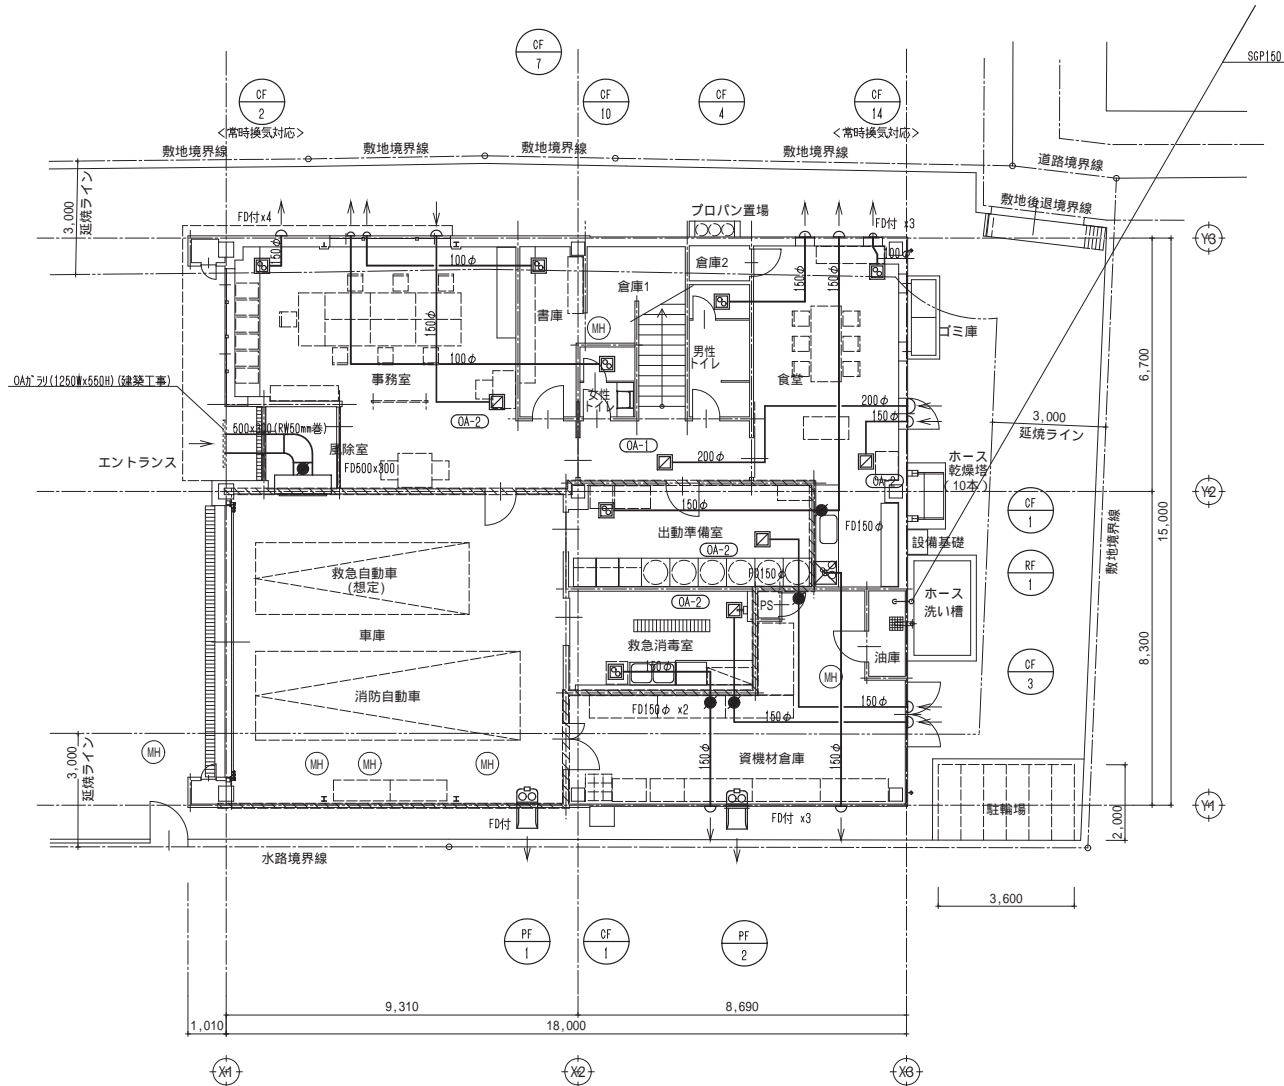 SGP150
CF
7
CF
2
<常時換気対応>
CF
10
CF
4
CF
14
<常時換気対応>
敷地境界線
敷地境界線
敷地境界線
敷地境界線
道路境界線
敷地後退境界線
3,000
延焼ライン
FD付x4
プロパン置場
FD付 x3
Y3
150φ
100φ
150φ
100φ
書庫
倉庫1
倉庫2
MH
150φ
150φ
100φ
ゴミ庫
男性
トイレ
女性
トイレ
食堂
事務室
OA-2
OAガラリ(1250Wx550H)(建築工事)
500x300(RW50mm巻)
風除室
FD500x300
エントランス
OA-1
200φ
200φ
150φ
OA-2
3,000
延焼ライン
6,700
ホース
乾燥塔
(10本)
Y2
15,000
敷地境界線
CF
1
RF
1
CF
3
8,300
設備基礎
ホース
洗い槽
150φ
出動準備室
OA-2
FD150φ
FD150φ
PS
OA-2
救急消毒室
150φ
油庫
MH
救急自動車
(想定)
車庫
消防自動車
FD150φ x2
150φ
150φ
150φ
150φ
資機材倉庫
3,000
延焼ライン
MH
MH
MH
MH
FD付
FD付 x3
駐輪場
2,000
Y1
水路境界線
3,600
PF
1
CF
1
PF
2
9,310
8,690
1,010
18,000
X1
X2
X3